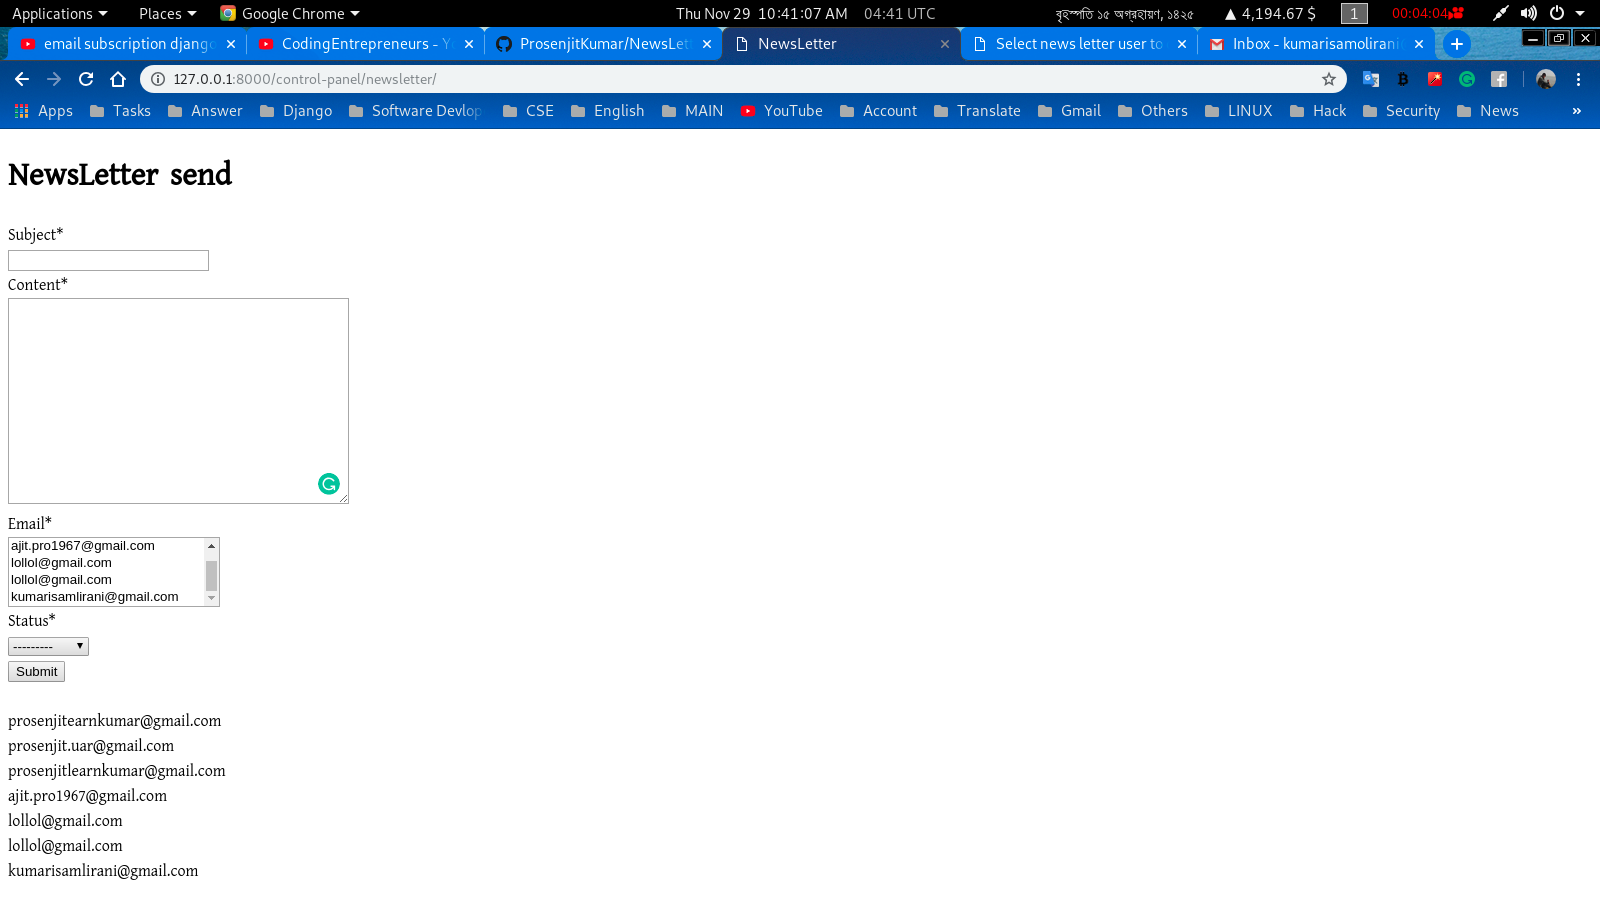 Applications Places Google Chrome Thu Nov 29 10:41:07 AM 04:41 UTC বৃহস্পতি ১৫ অগ্রহায়ণ, ১৪২৫ ▲ 4,194.67 $ 1 00:04:04
email subscription django CodingEntrepreneurs - Y ProsenjitKumar/NewsLet NewsLetter Select news letter user to Inbox - kumarisamolirani
127.0.0.1:8000/control-panel/newsletter/
Apps Tasks Answer Django Software Devlop CSE English MAIN YouTube Account Translate Gmail Others LINUX Hack Security News »
NewsLetter send
Subject*
Content*
Email*
ajit.pro1967@gmail.com
lollol@gmail.com
lollol@gmail.com
kumarisamlirani@gmail.com
Status*
---------
Submit
prosenjitearnkumar@gmail.com
prosenjit.uar@gmail.com
prosenjitlearnkumar@gmail.com
ajit.pro1967@gmail.com
lollol@gmail.com
lollol@gmail.com
kumarisamlirani@gmail.com